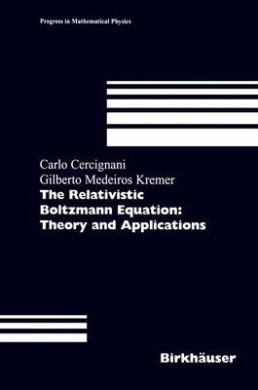 Progress in Mathematical Physics
Carlo Cercignani
Gilberto Medeiros Kremer
The Relativistic
Boltzmann Equation:
Theory and Applications
Birkhäuser